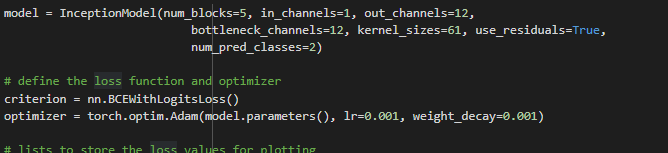 model = InceptionModel(num_blocks=5, in_channels=1, out_channels=12,
bottleneck_channels=12, kernel_sizes=61, use_residuals=True,
num_pred_classes=2)
# define the loss function and optimizer
criterion = nn.BCEWithLogitsLoss()
optimizer = torch.optim.Adam(model.parameters(), lr=0.001, weight_decay=0.001)
# lists to store the loss values for plotting